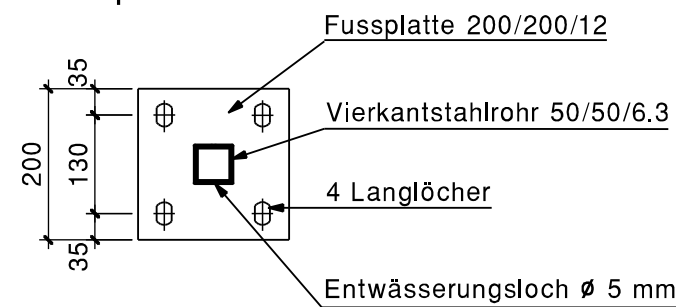 Fussplatte 200/200/12
35
Vierkantstahlrohr 50/50/6.3
200
130
4 Langlöcher
35
Entwässerungsloch ø 5 mm